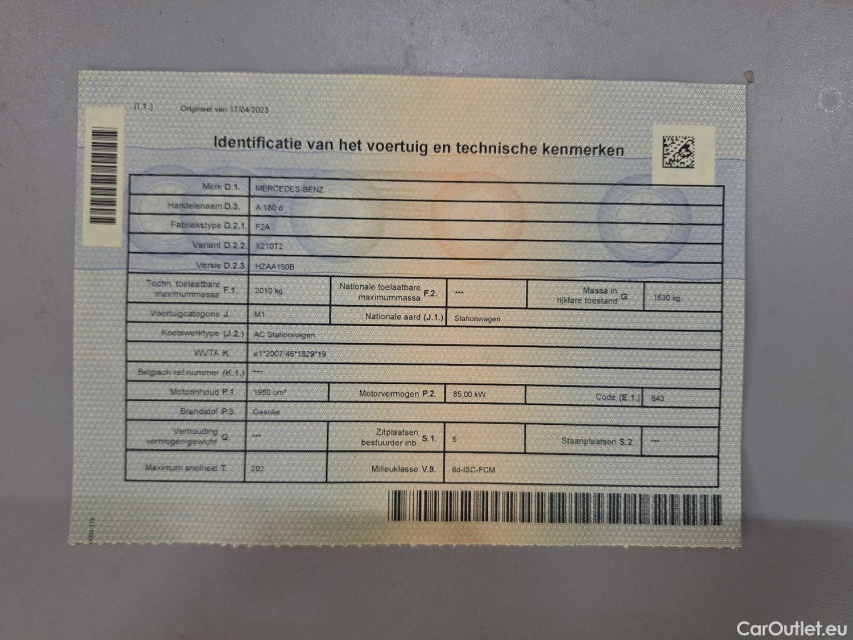 (I.1.) Origineel van 17/04/2023
Identificatie van het voertuig en technische kenmerken
Merk D.1. MERCEDES-BENZ
Handelsnaam D.3. A 180 d
Fabriekstype D.2.1. F2A
Variant D.2.2. X210T2
Versie D.2.3. HZAA150B
Techn. toelaatbare maximummassa F.1. 2010 kg Nationale toelaatbare maximummassa F.2. *** Massa in rijklare toestand G. 1530 kg
Voertuigcategorie J. M1 Nationale aard (J.1.) Stationwagen
Koetswerktype (J.2.) AC Stationwagen
WVTA K. e1*2007/46*1829*19
Belgisch ref.nummer (K.1.) ***
Motorinhoud P.1. 1950 cm³ Motorvermogen P.2. 85,00 kW Code (E.1.) 643
Brandstof P.3. Gasolie
Verhouding vermogen/gewicht Q. *** Zitplaatsen bestuurder inb. S.1. 5 Staanplaatsen S.2. ***
Maximum snelheid T. 202 Milieuklasse V.9. 6d-ISC-FCM
CarOutlet.eu